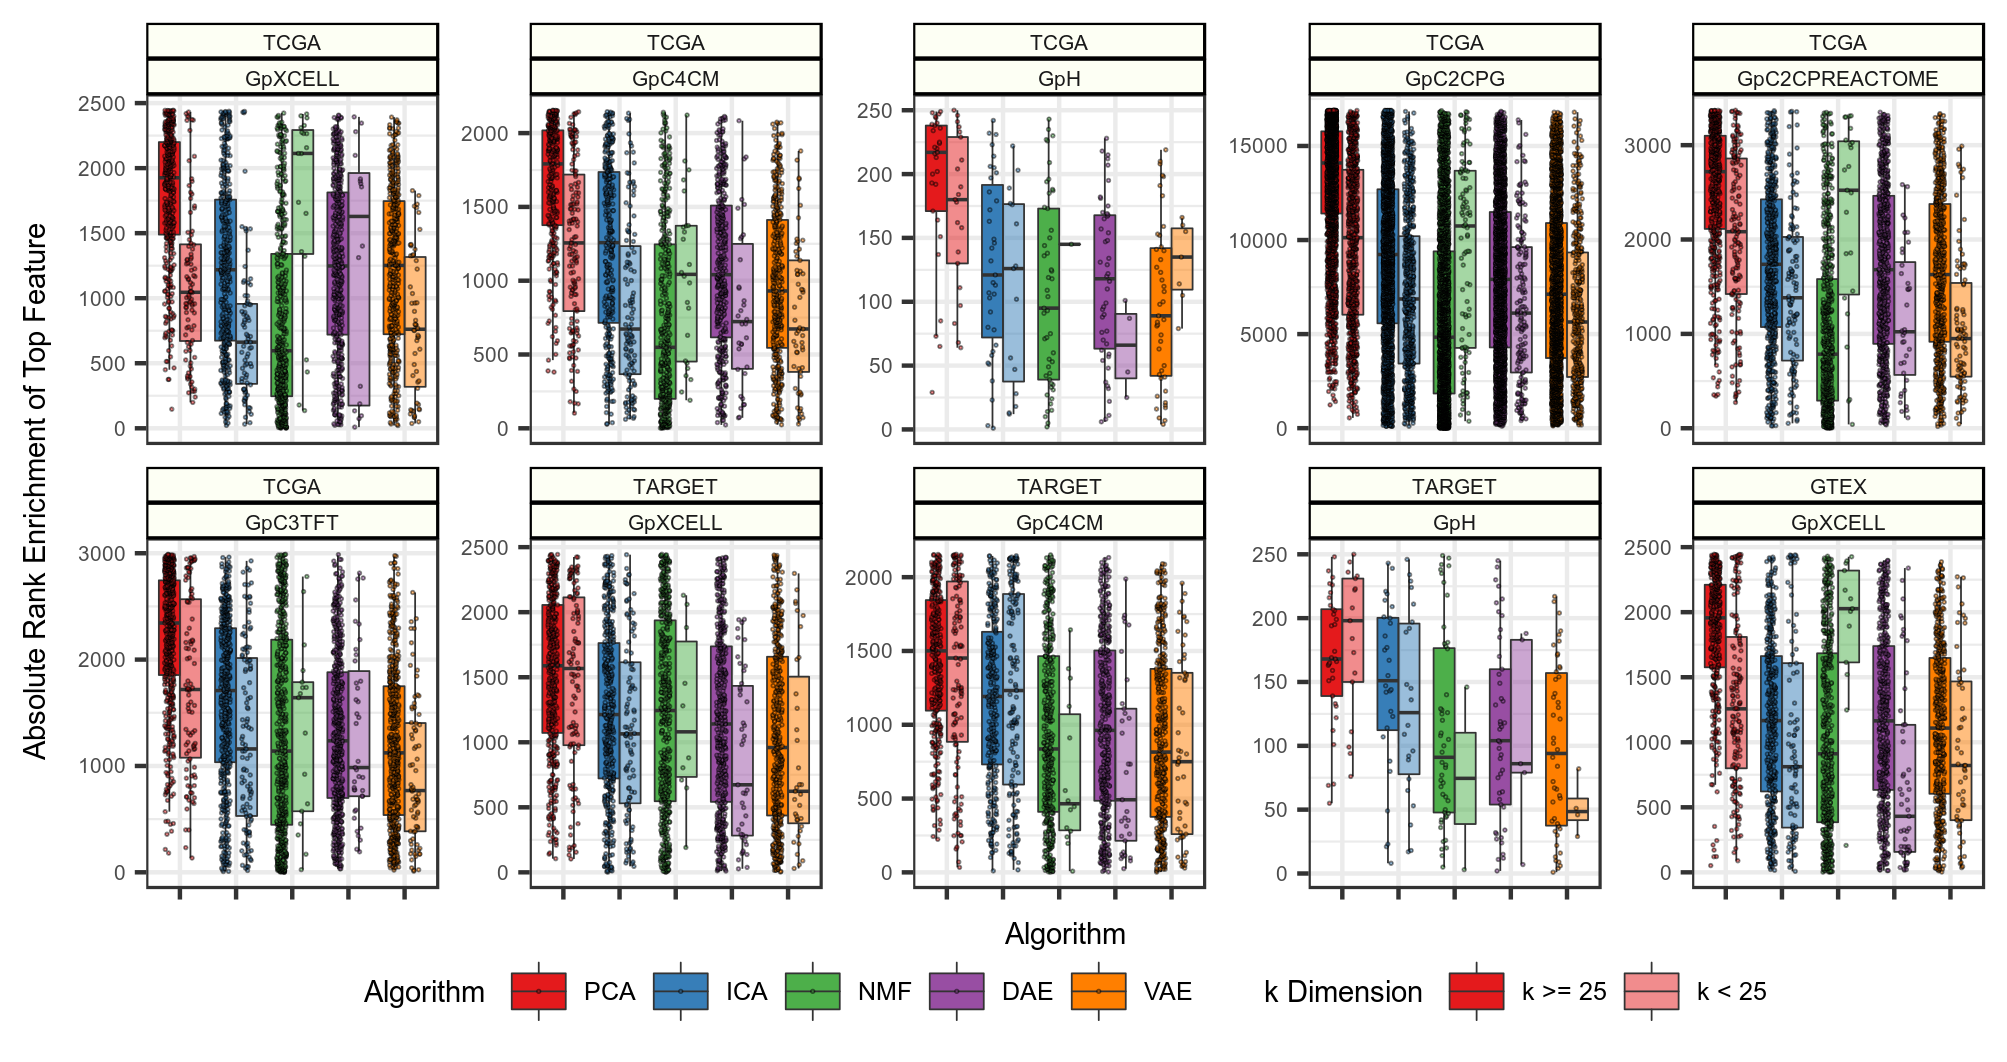 TCGA
GpXCELL
2500
2000
1500
1000
500
0
TCGA
GpC4CM
2000
1500
1000
500
0
TCGA
GpH
250
200
150
100
50
0
TCGA
GpC2CPG
15000
10000
5000
0
TCGA
GpC2CPREACTOME
3000
2000
1000
0
Absolute Rank Enrichment of Top Feature
TCGA
GpC3TFT
3000
2000
1000
0
TARGET
GpXCELL
2500
2000
1500
1000
500
0
TARGET
GpC4CM
2000
1500
1000
500
0
TARGET
GpH
250
200
150
100
50
0
GTEX
GpXCELL
2500
2000
1500
1000
500
0
Algorithm
Algorithm PCA ICA NMF DAE VAE k Dimension k >= 25 k < 25